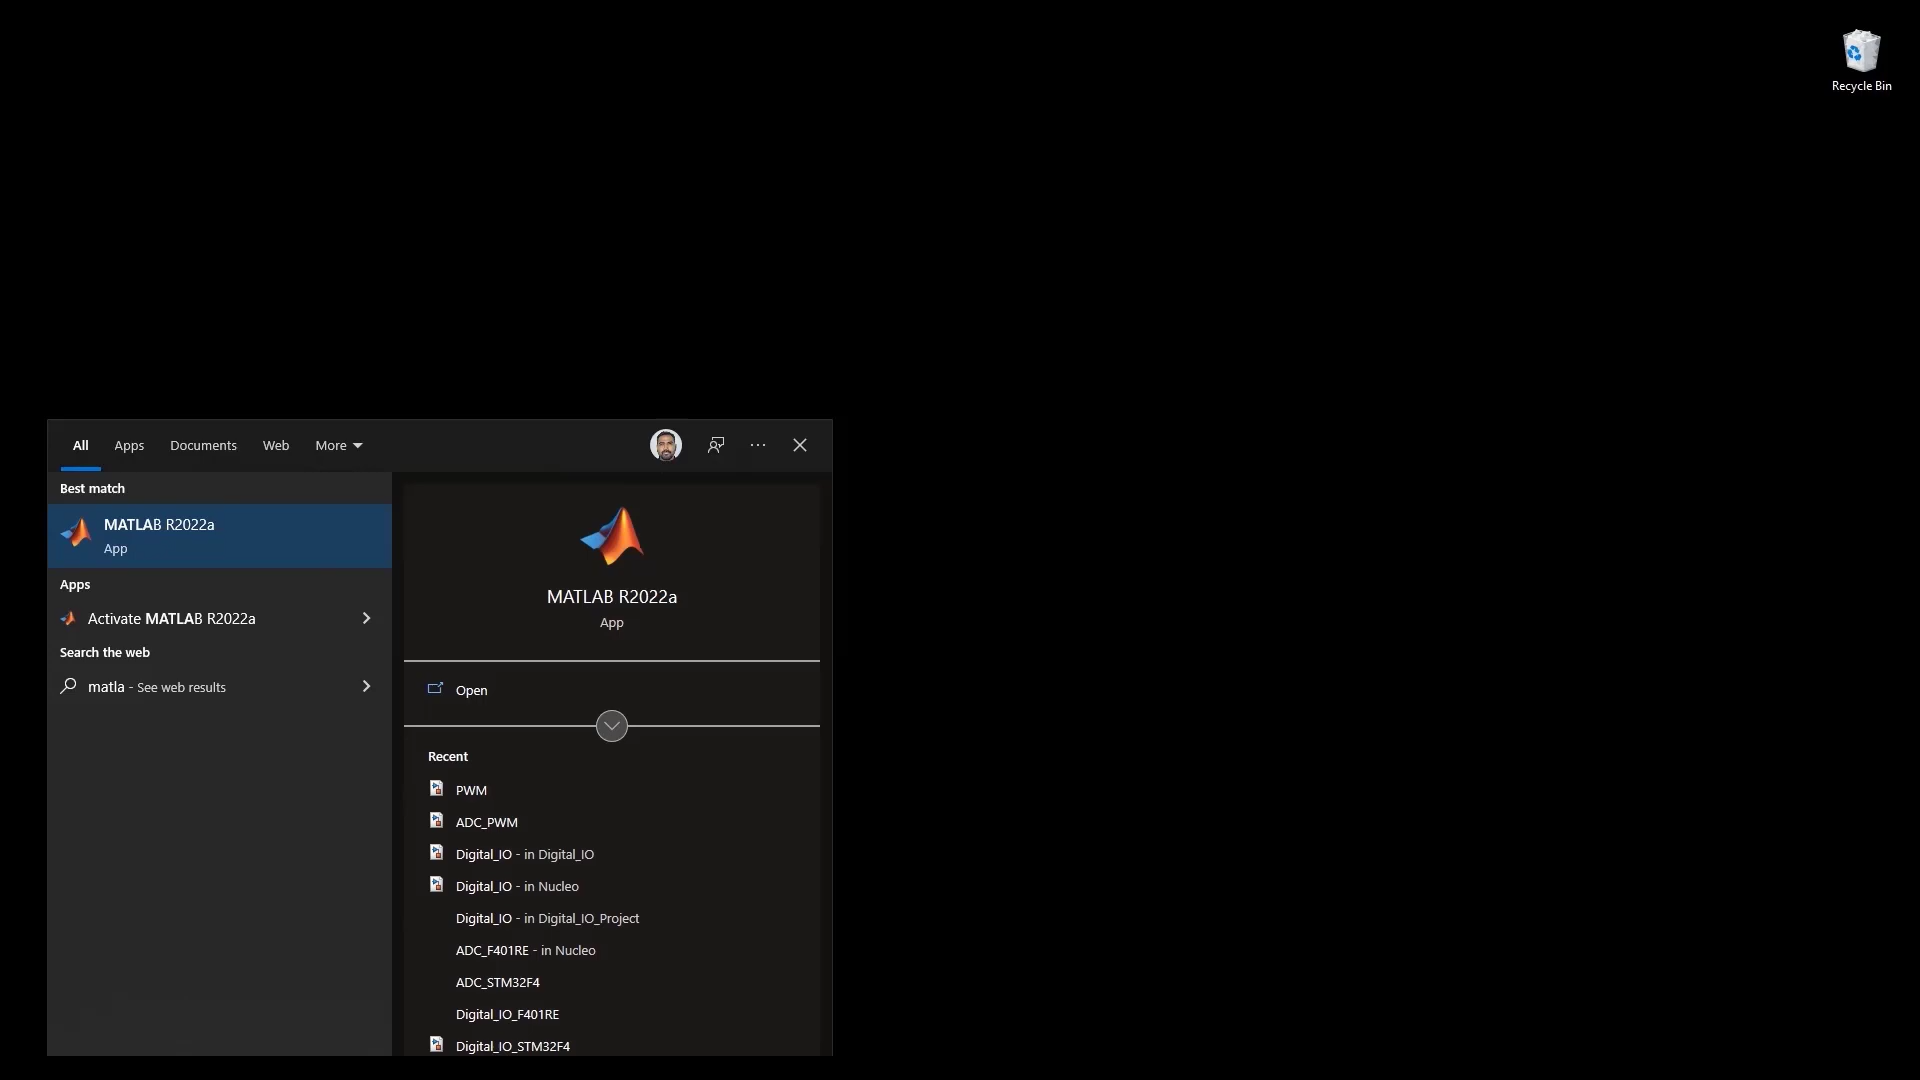 Recycle Bin
All Apps Documents Web More
Best match
MATLAB R2022a
App
Apps
Activate MATLAB R2022a
Search the web
matla - See web results
MATLAB R2022a
App
Open
Recent
PWM
ADC_PWM
Digital_IO - in Digital_IO
Digital_IO - in Nucleo
Digital_IO - in Digital_IO_Project
ADC_F401RE - in Nucleo
ADC_STM32F4
Digital_IO_F401RE
Digital_IO_STM32F4